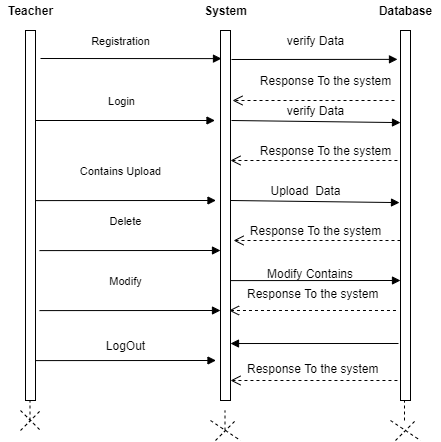 Teacher System Database
Registration verify Data
Response To the system
Login verify Data
Response To the system
Contains Upload
Upload Data
Delete Response To the system
Modify Modify Contains
Response To the system
LogOut
Response To the system